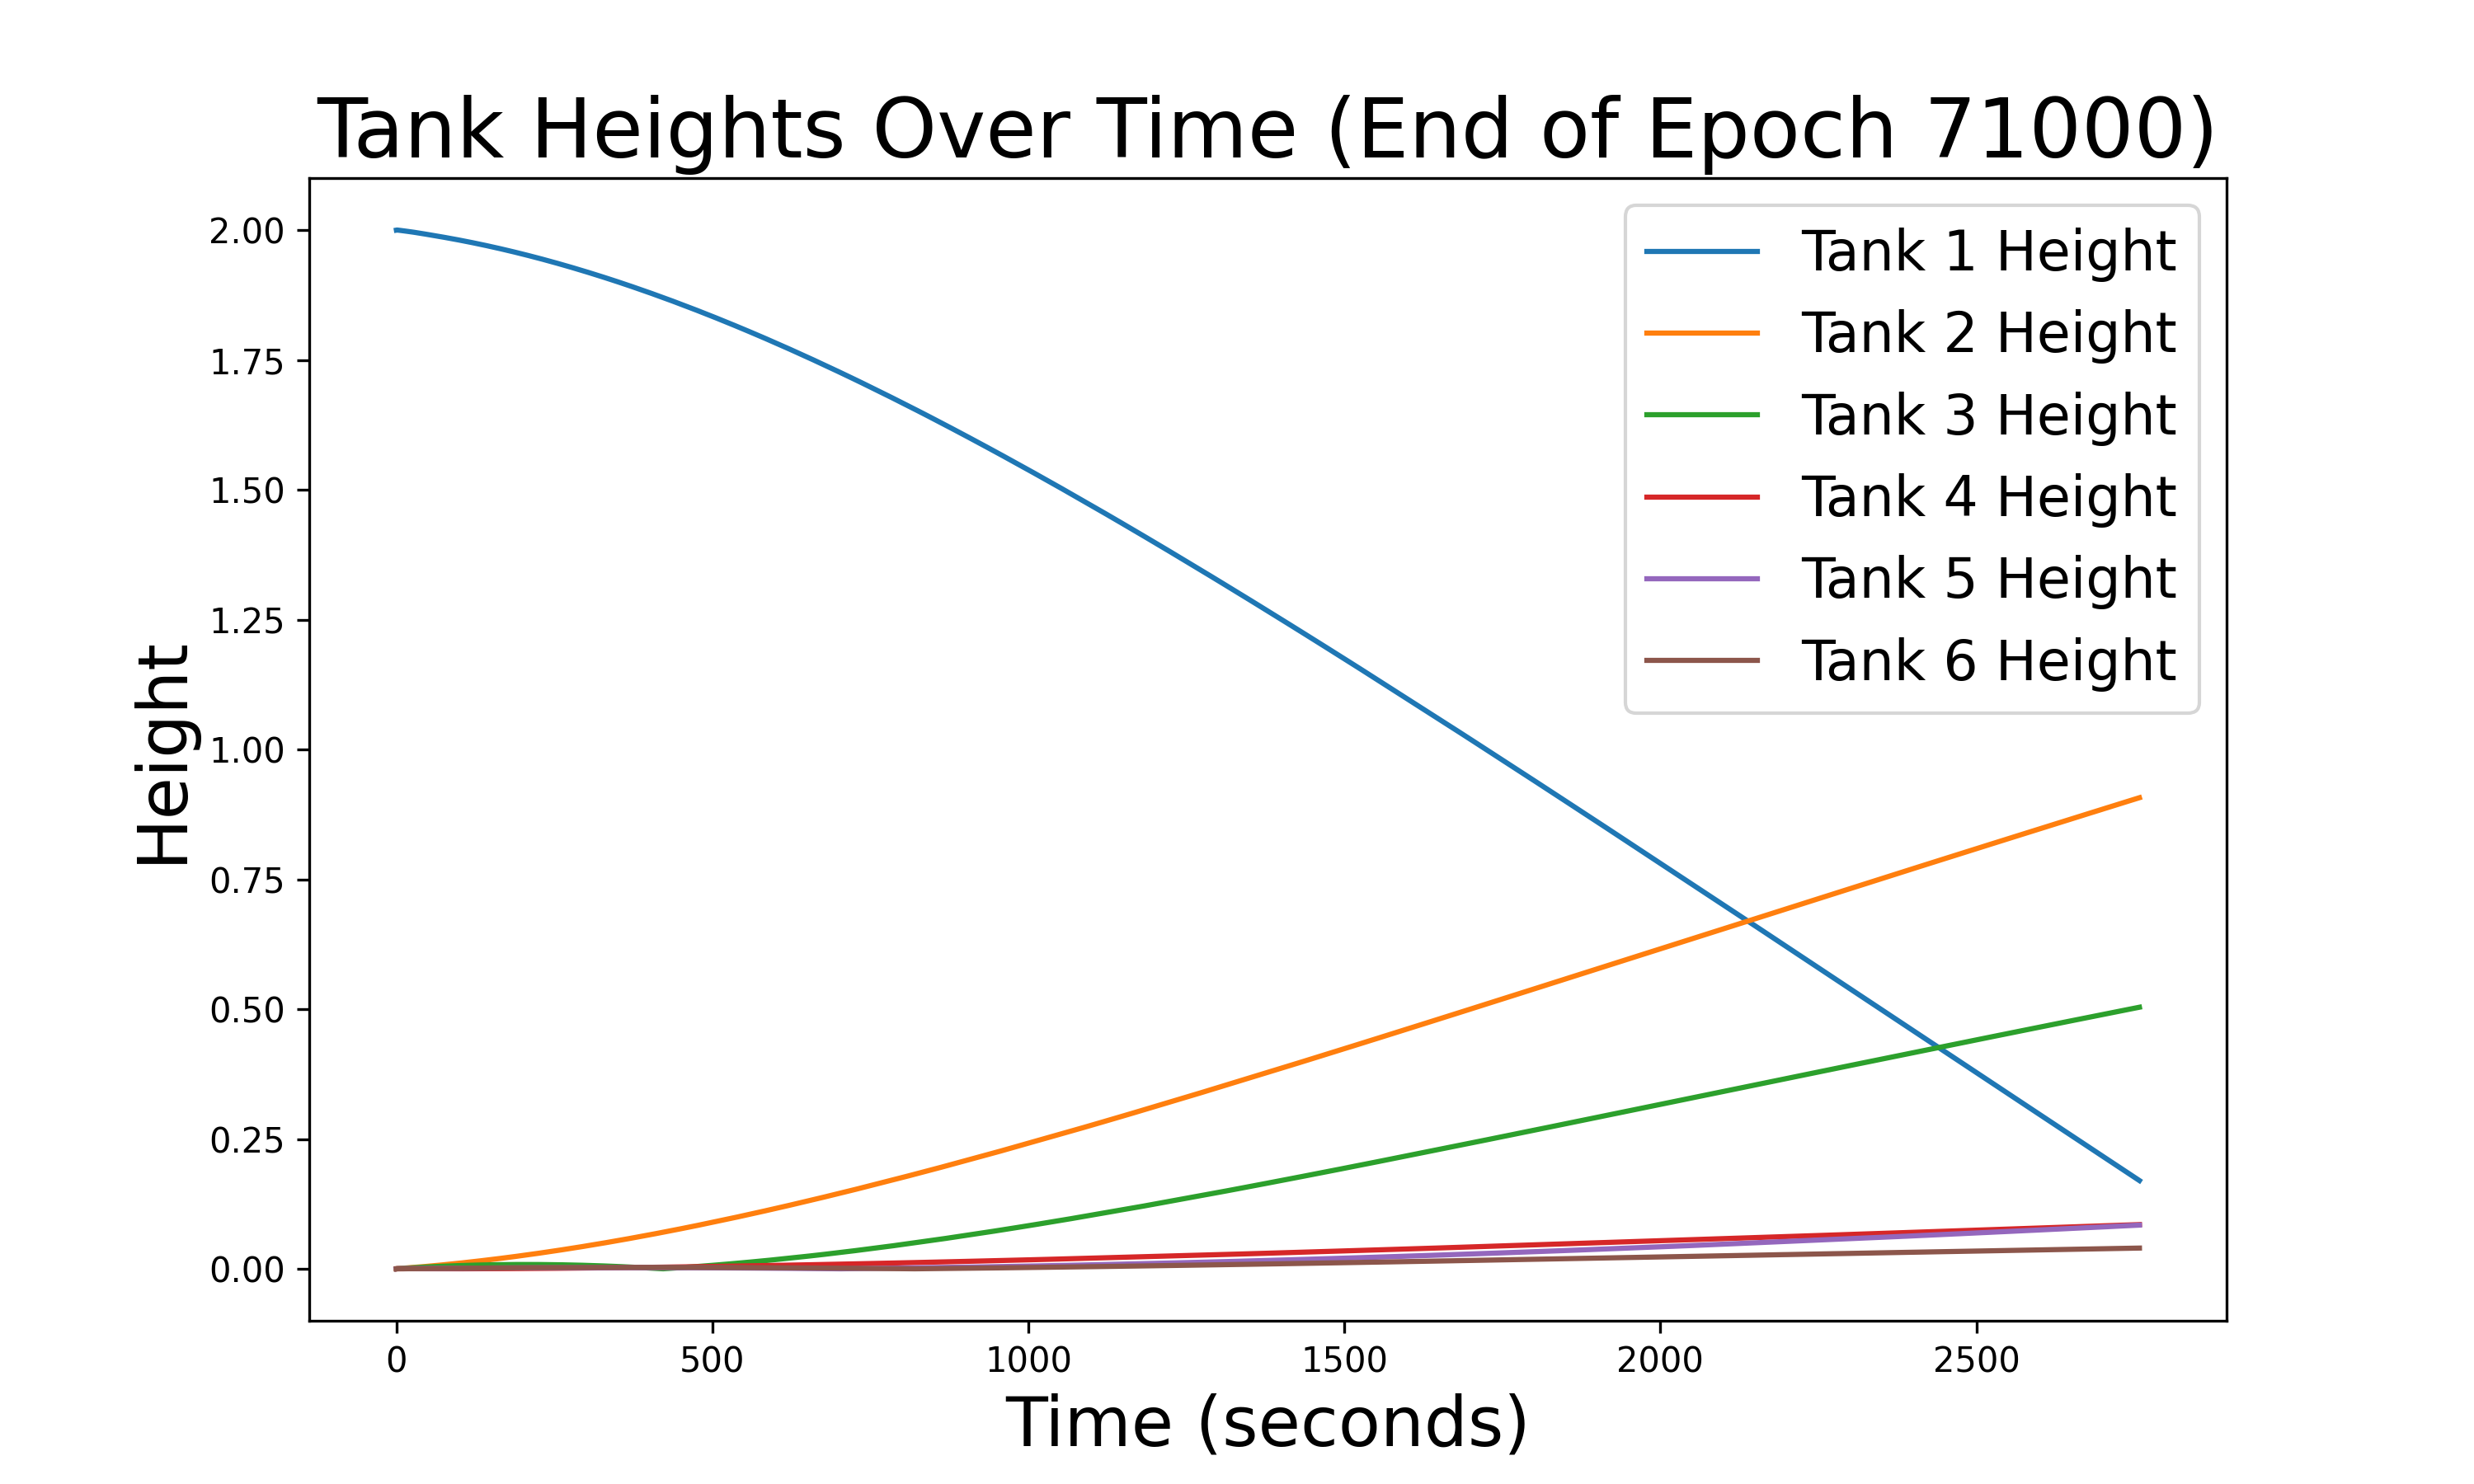 Tank Heights Over Time (End of Epoch 71000)
Tank 1 Height
Tank 2 Height
Tank 3 Height
Tank 4 Height
Tank 5 Height
Tank 6 Height
Height
2.00
1.75
1.50
1.25
1.00
0.75
0.50
0.25
0.00
0 500 1000 1500 2000 2500
Time (seconds)